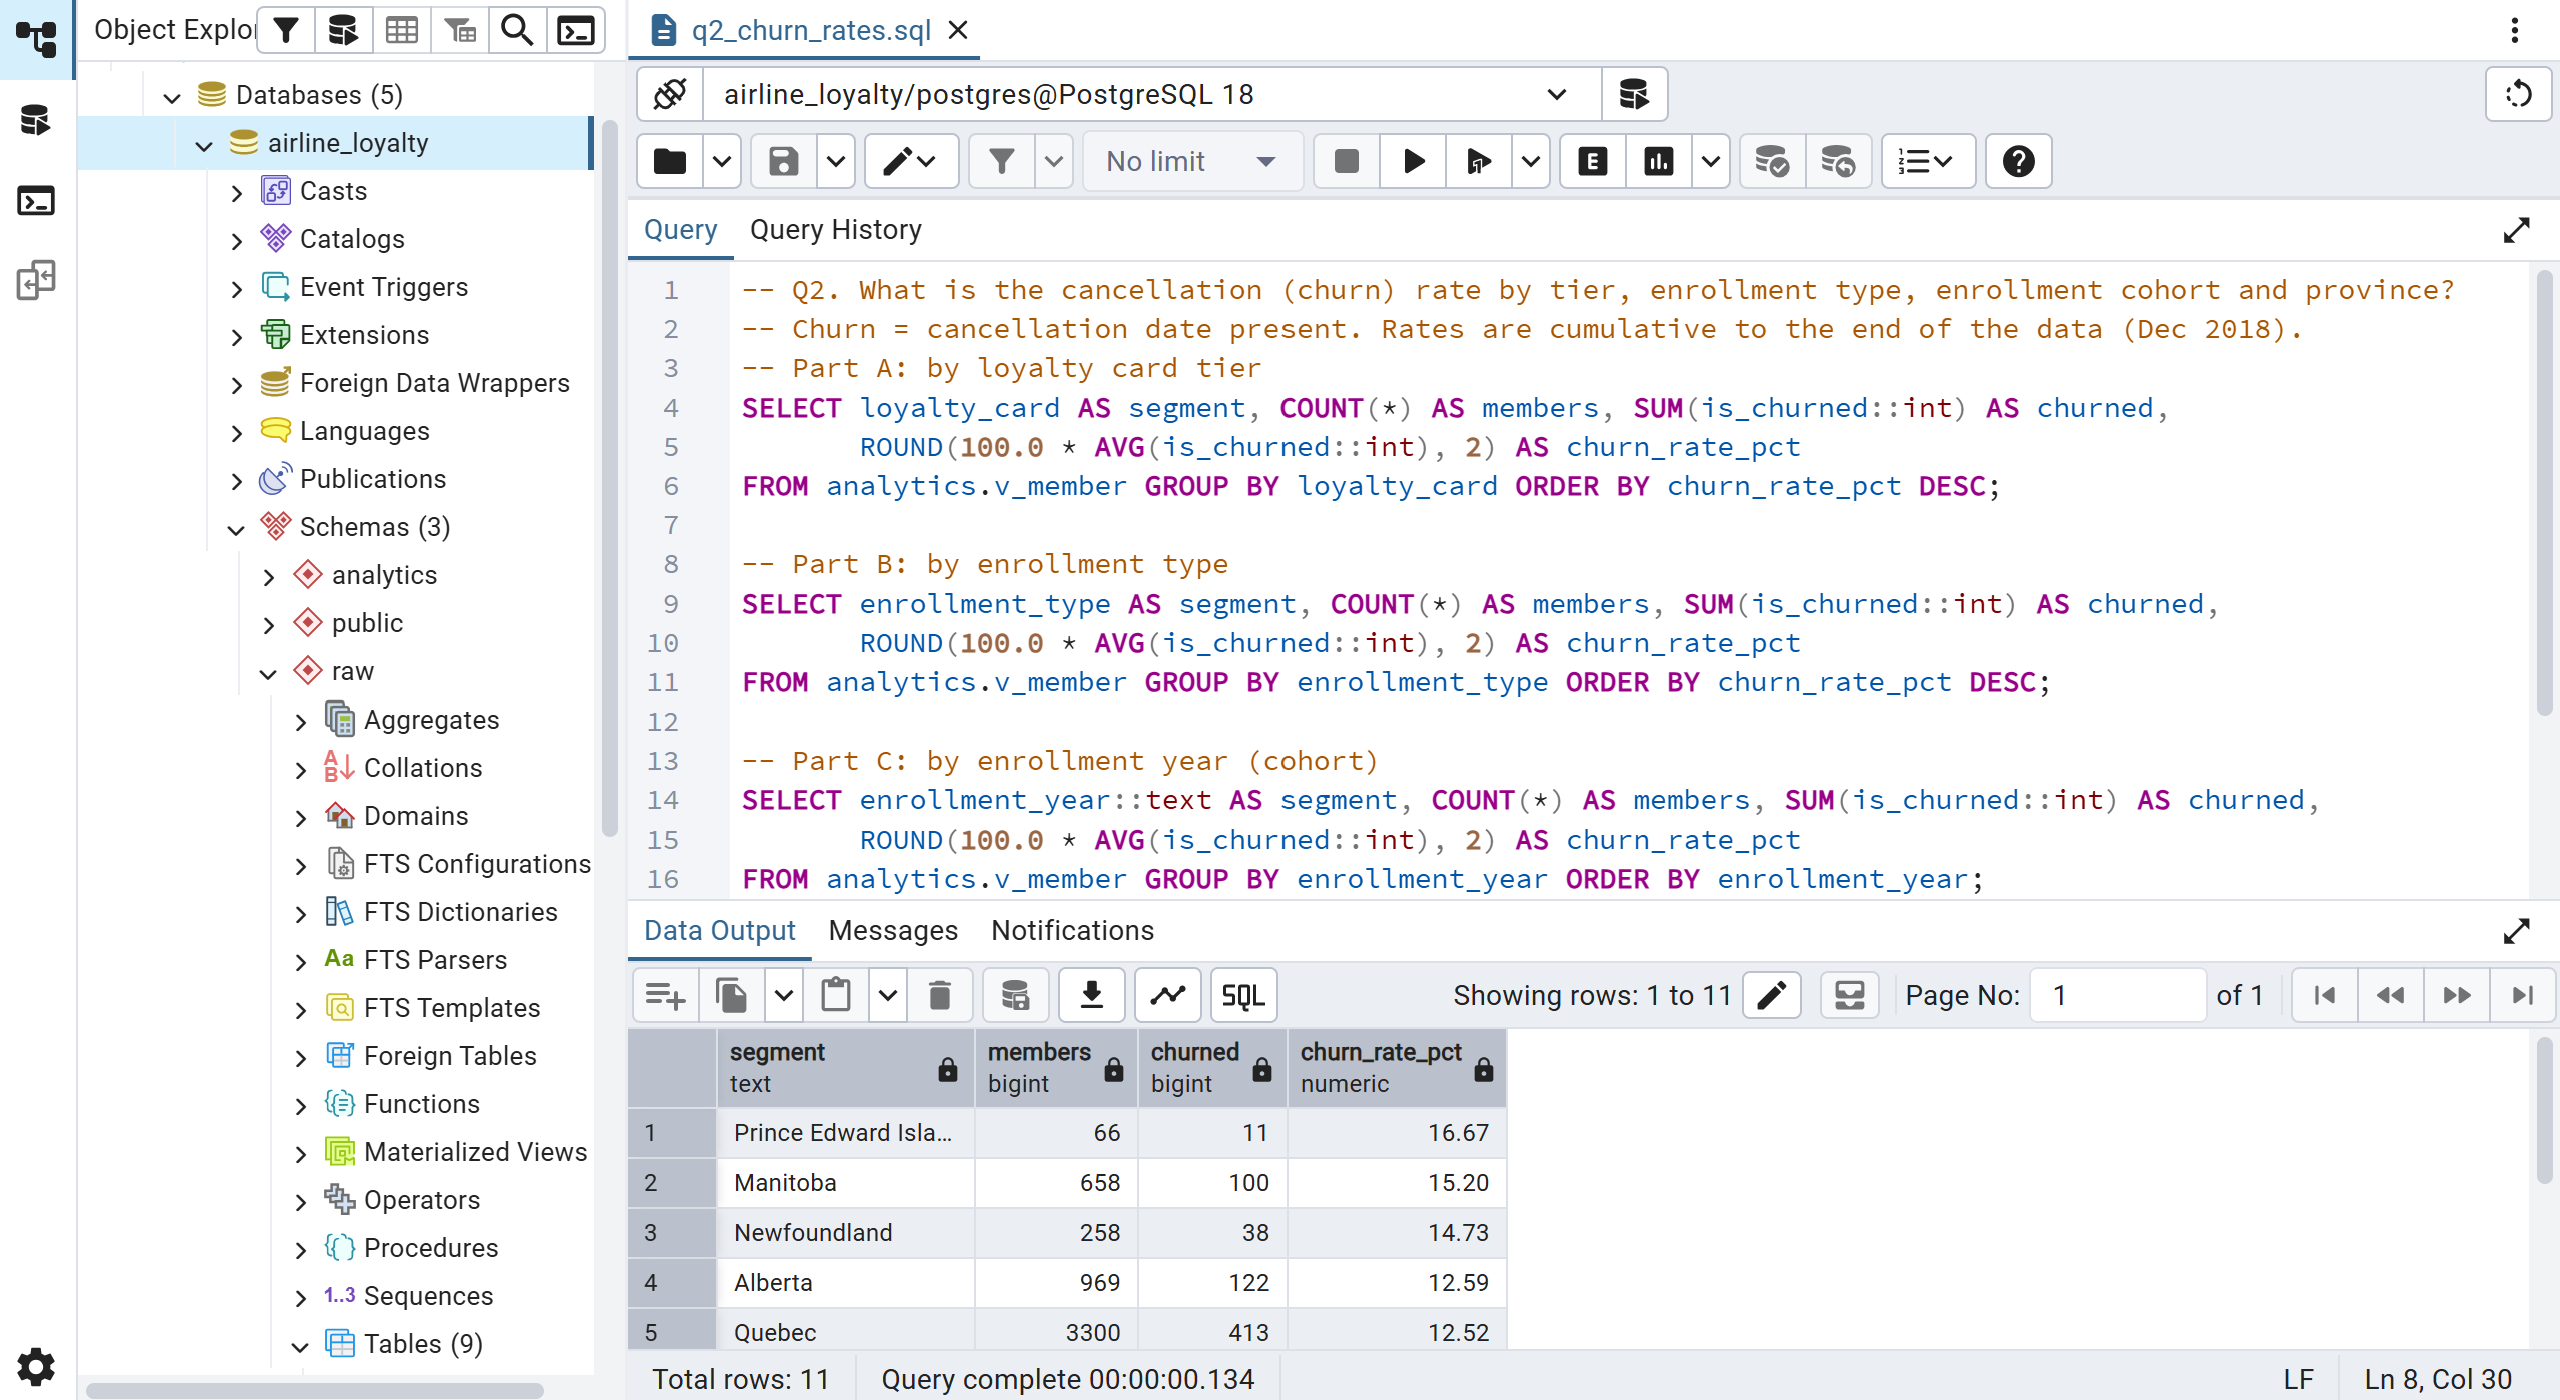 Object Explo
Databases (5)
airline_loyalty
Casts
Catalogs
Event Triggers
Extensions
Foreign Data Wrappers
Languages
Publications
Schemas (3)
analytics
public
raw
Aggregates
Collations
Domains
FTS Configurations
FTS Dictionaries
Aa FTS Parsers
FTS Templates
Foreign Tables
Functions
Materialized Views
Operators
Procedures
1..3 Sequences
Tables (9)
q2_churn_rates.sql
airline_loyalty/postgres@PostgreSQL 18
No limit
E
Query Query History
1 -- Q2. What is the cancellation (churn) rate by tier, enrollment type, enrollment cohort and province?
2 -- Churn = cancellation date present. Rates are cumulative to the end of the data (Dec 2018).
3 -- Part A: by loyalty card tier
4 SELECT loyalty_card AS segment, COUNT(*) AS members, SUM(is_churned::int) AS churned,
5 ROUND(100.0 * AVG(is_churned::int), 2) AS churn_rate_pct
6 FROM analytics.v_member GROUP BY loyalty_card ORDER BY churn_rate_pct DESC;
7
8 -- Part B: by enrollment type
9 SELECT enrollment_type AS segment, COUNT(*) AS members, SUM(is_churned::int) AS churned,
10 ROUND(100.0 * AVG(is_churned::int), 2) AS churn_rate_pct
11 FROM analytics.v_member GROUP BY enrollment_type ORDER BY churn_rate_pct DESC;
12
13 -- Part C: by enrollment year (cohort)
14 SELECT enrollment_year::text AS segment, COUNT(*) AS members, SUM(is_churned::int) AS churned,
15 ROUND(100.0 * AVG(is_churned::int), 2) AS churn_rate_pct
16 FROM analytics.v_member GROUP BY enrollment_year ORDER BY enrollment_year;
Data Output Messages Notifications
SQL Showing rows: 1 to 11 Page No: 1 of 1
segment members churned churn_rate_pct
text bigint bigint numeric
1 Prince Edward Isla... 66 11 16.67
2 Manitoba 658 100 15.20
3 Newfoundland 258 38 14.73
4 Alberta 969 122 12.59
5 Quebec 3300 413 12.52
Total rows: 11 Query complete 00:00:00.134 LF Ln 8, Col 30